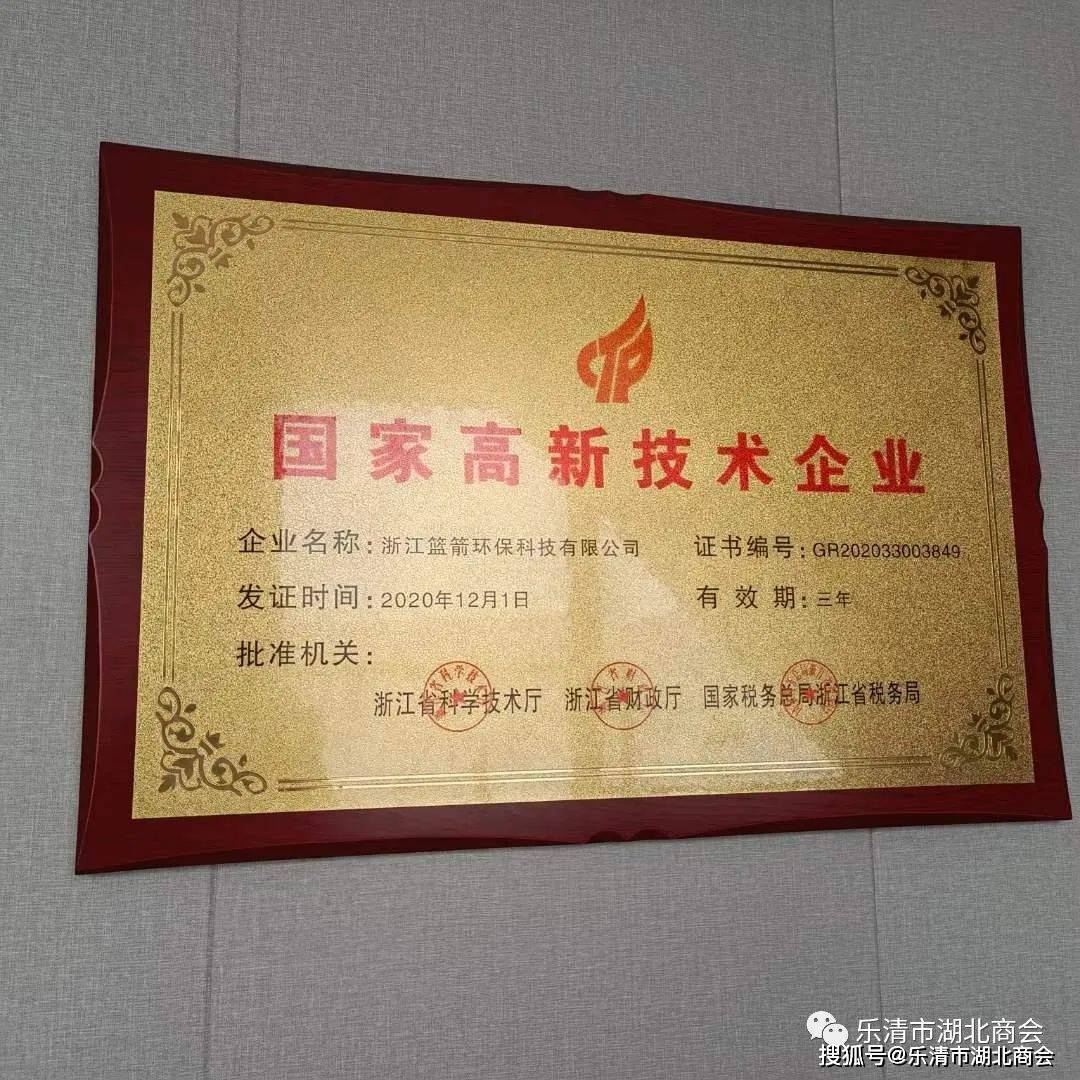 国家高新技术企业
企业名称：浙江篮箭环保科技有限公司 证书编号：GR202033003849
发证时间：2020年12月1日 有效期：三年
批准机关：
浙江省科学技术厅 浙江省财政厅 国家税务总局浙江省税务局
乐清市湖北商会
搜狐号@乐清市湖北商会